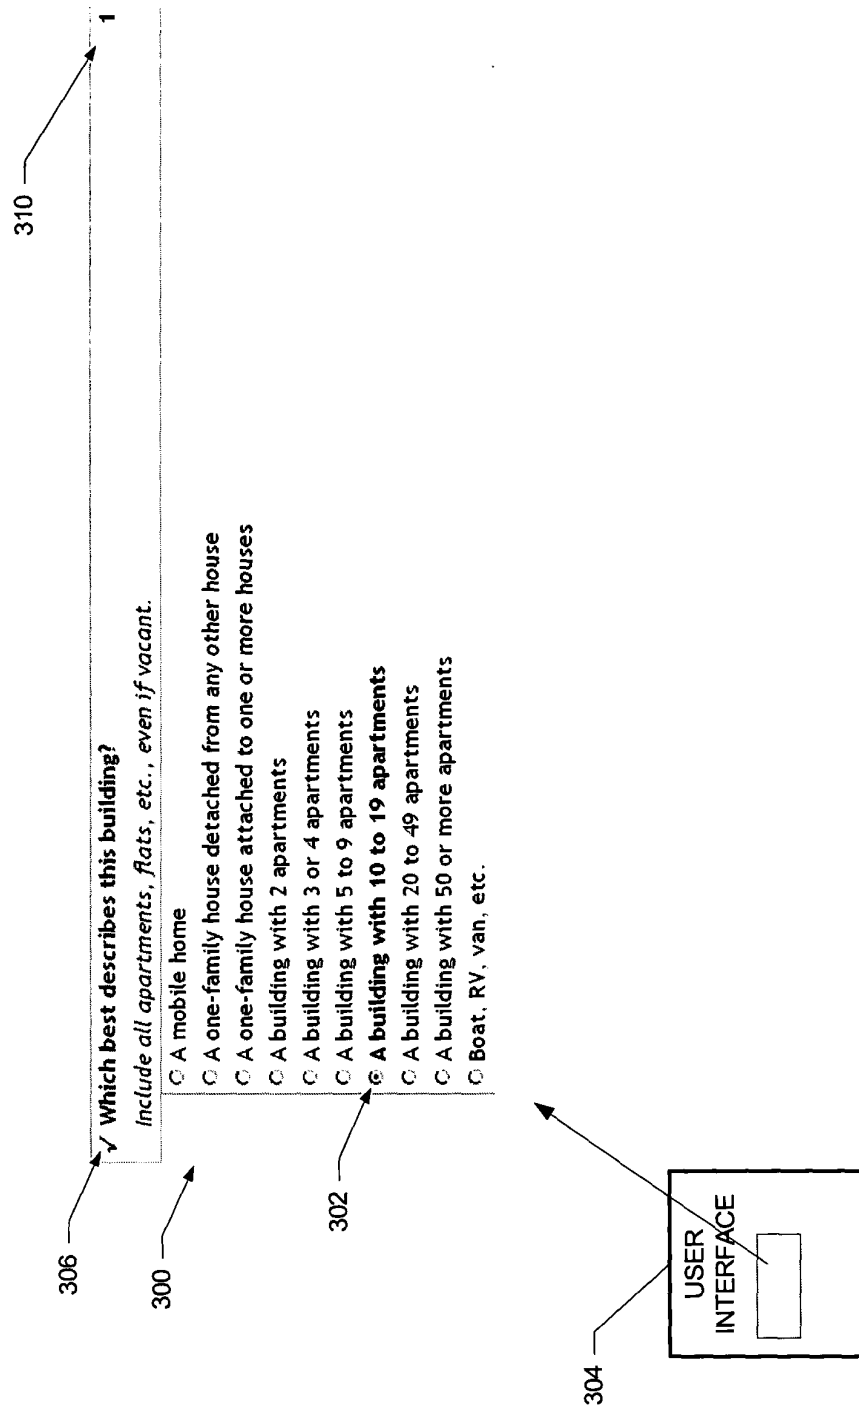 310
1
306
✓ Which best describes this building?
Include all apartments, flats, etc., even if vacant.
300
A mobile home
A one-family house detached from any other house
A one-family house attached to one or more houses
A building with 2 apartments
A building with 3 or 4 apartments
A building with 5 to 9 apartments
302
A building with 10 to 19 apartments
A building with 20 to 49 apartments
A building with 50 or more apartments
Boat, RV, van, etc.
304
USER
INTERFACE